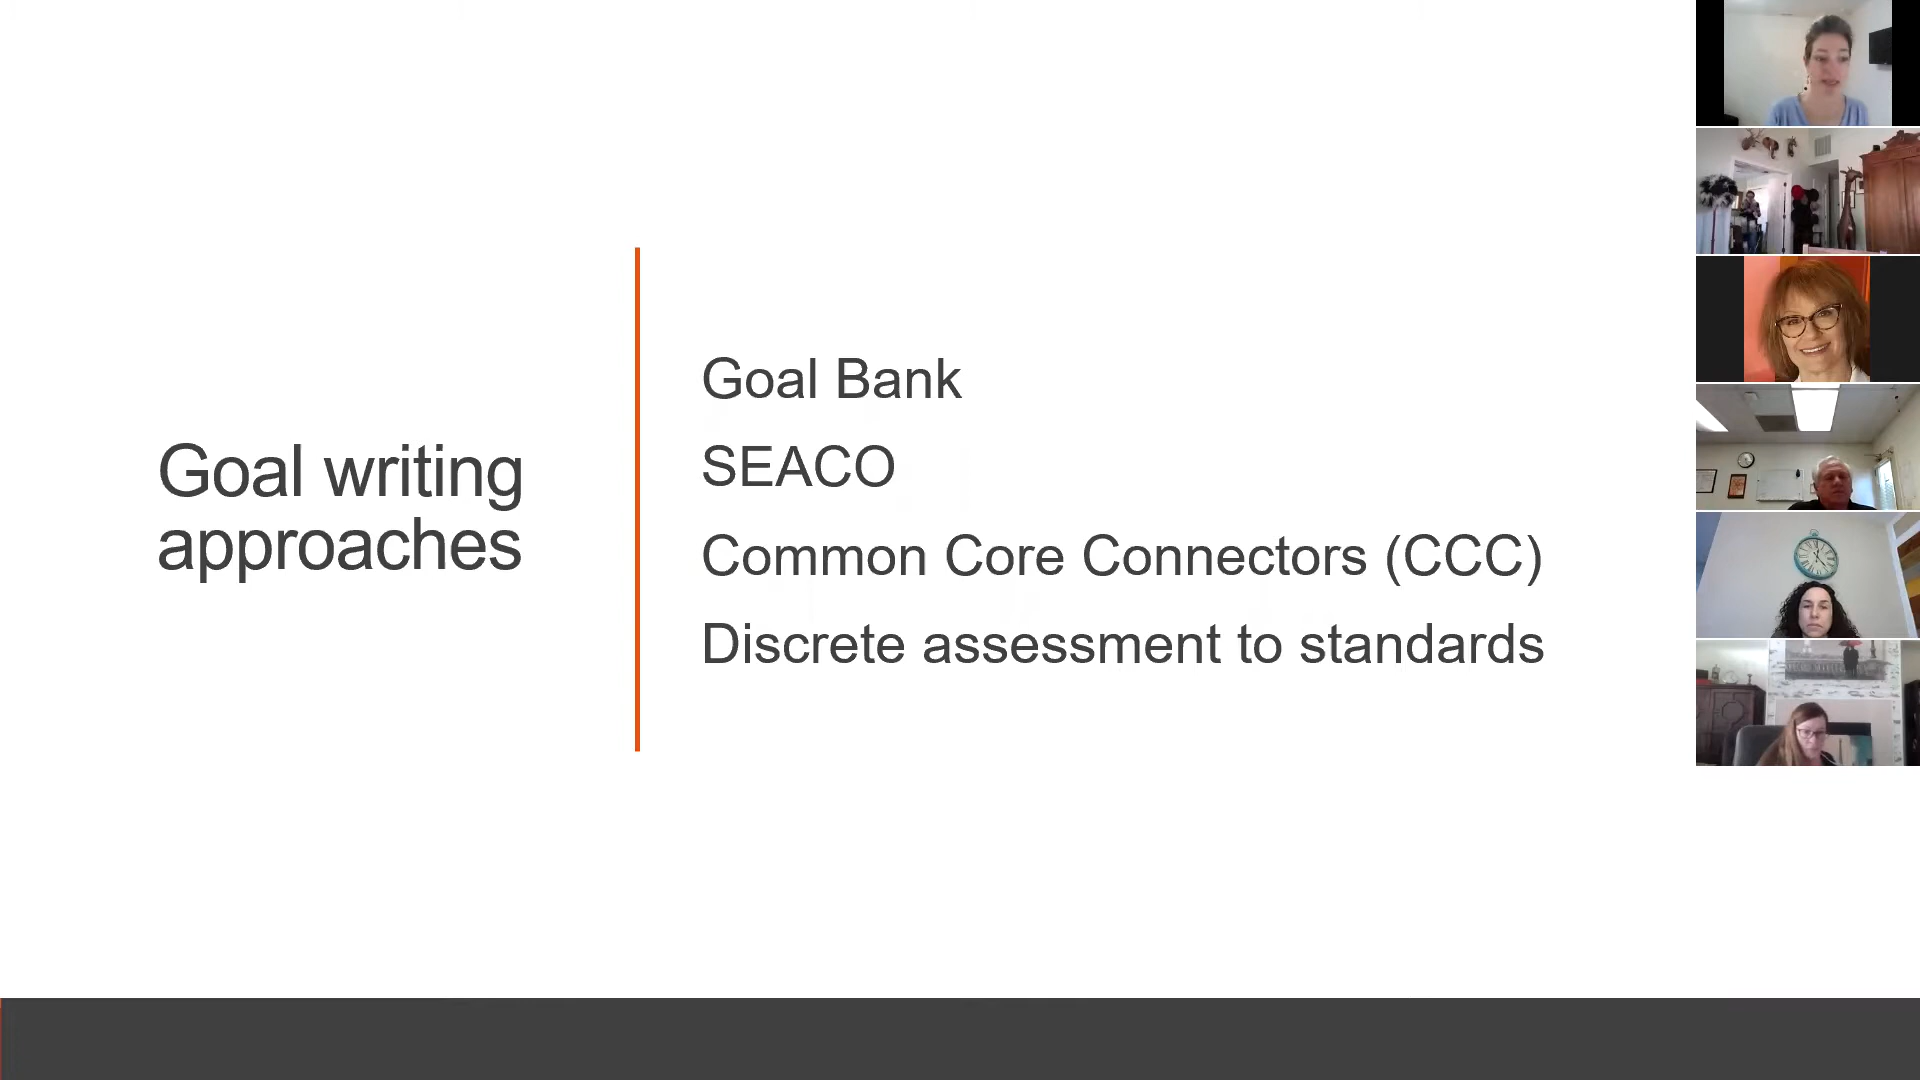 Goal writing
approaches
Goal Bank
SEACO
Common Core Connectors (CCC)
Discrete assessment to standards